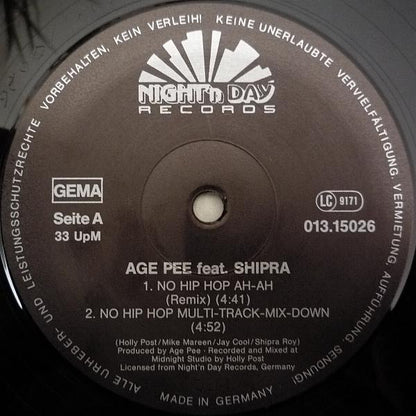 ALLE URHEBER- UND LEISTUNGSSCHUTZRECHTE VORBEHALTEN. KEIN VERLEIH! KEINE UNERLAUBTE VERVIELFÄLTIGUNG, VERMIETUNG, AUFFÜHRUNG, SENDUNG!
NIGHT'n DAY
RECORDS
GEMA
LC 9171
Seite A
33 UpM
013.15026
AGE PEE feat. SHIPRA
1. NO HIP HOP AH-AH
(Remix) (4:41)
2. NO HIP HOP MULTI-TRACK-MIX-DOWN
(4:52)
(Holly Post/Mike Mareen/Jay Cool/Shipra Roy)
Produced by Age Pee · Recorded and Mixed at
Midnight Studio by Holly Post
Licensed from Night'n Day Records, Germany
MADE IN GERMANY